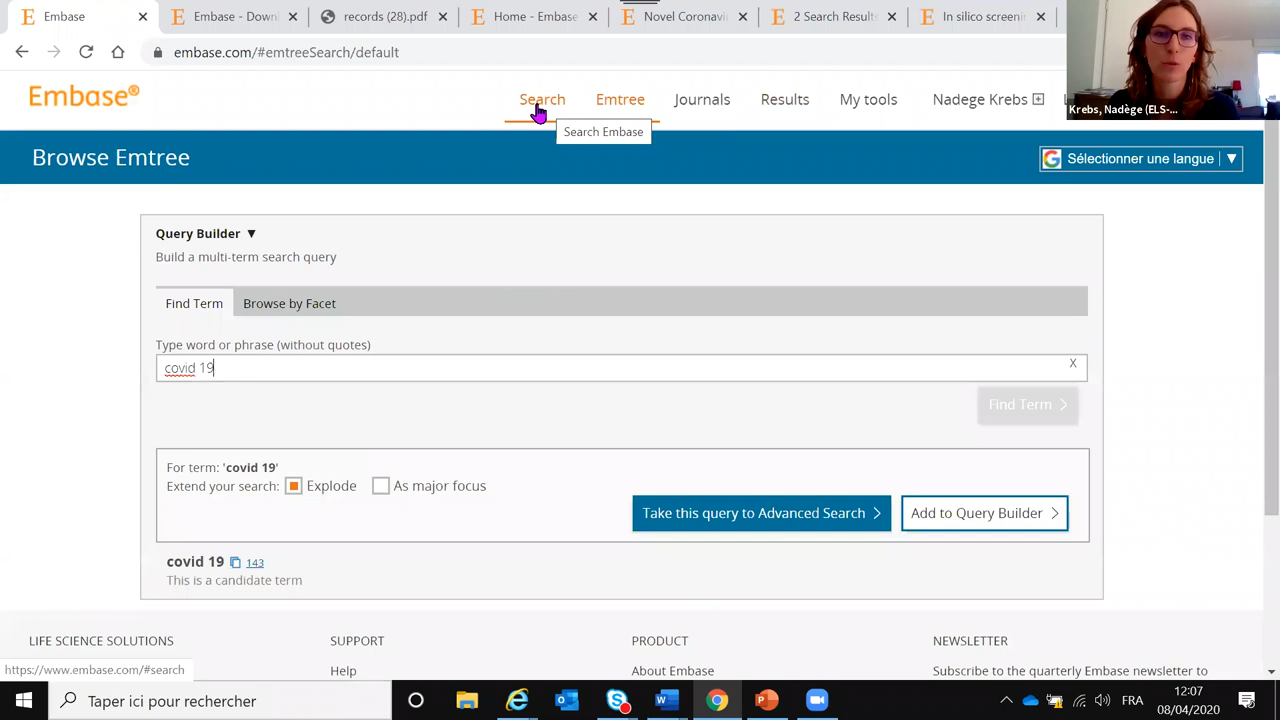 Embase
Embase - Down
records (28).pdf
Home - Embase
Novel Coronavi
2 Search Results
In silico screenin
embase.com/#emtreeSearch/default
Embase®
Search
Emtree
Journals
Results
My tools
Nadege Krebs
Krebs, Nadège (ELS-...
Search Embase
Browse Emtree
Sélectionner une langue ▼
Query Builder ▼
Build a multi-term search query
Find Term
Browse by Facet
Type word or phrase (without quotes)
covid 19
X
Find Term >
For term: 'covid 19'
Extend your search: Explode As major focus
Take this query to Advanced Search >
Add to Query Builder >
covid 19 143
This is a candidate term
LIFE SCIENCE SOLUTIONS
SUPPORT
PRODUCT
NEWSLETTER
https://www.embase.com/#search
Help
About Embase
Subscribe to the quarterly Embase newsletter to
Taper ici pour rechercher
FRA
12:07
08/04/2020